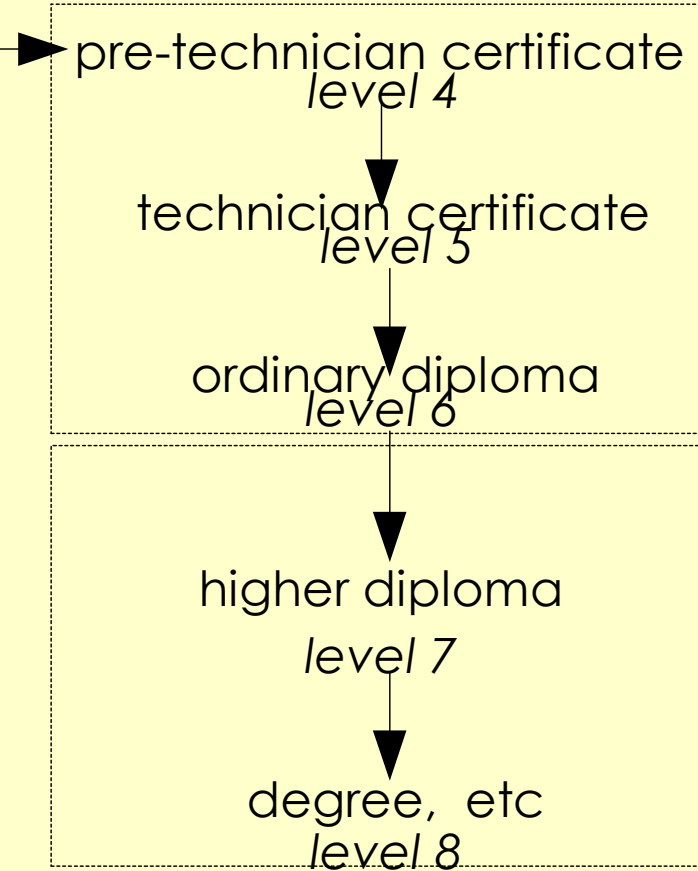 pre-technician certificate
level 4
technician certificate
level 5
ordinary diploma
level 6
higher diploma
level 7
degree, etc
level 8